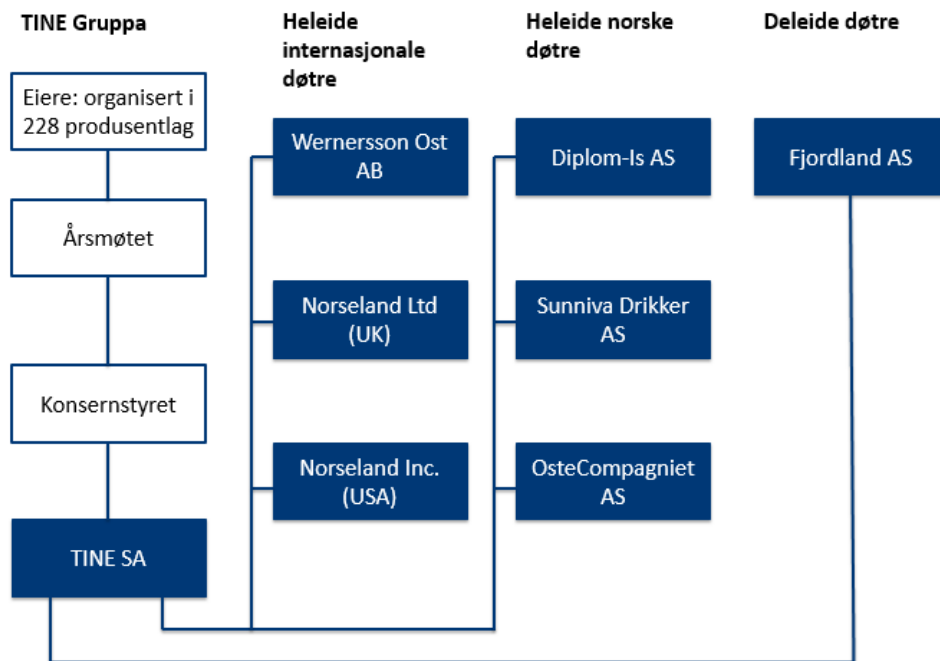 TINE Gruppa
Eiere: organisert i
228 produsentlag
Årsmøtet
Konsernstyret
TINE SA
Heleide
internasjonale
døtre
Wernersson Ost
AB
Norseland Ltd
(UK)
Norseland Inc.
(USA)
Heleide norske
døtre
Diplom-Is AS
Sunniva Drikker
AS
OsteCompagniet
AS
Deleide døtre
Fjordland AS